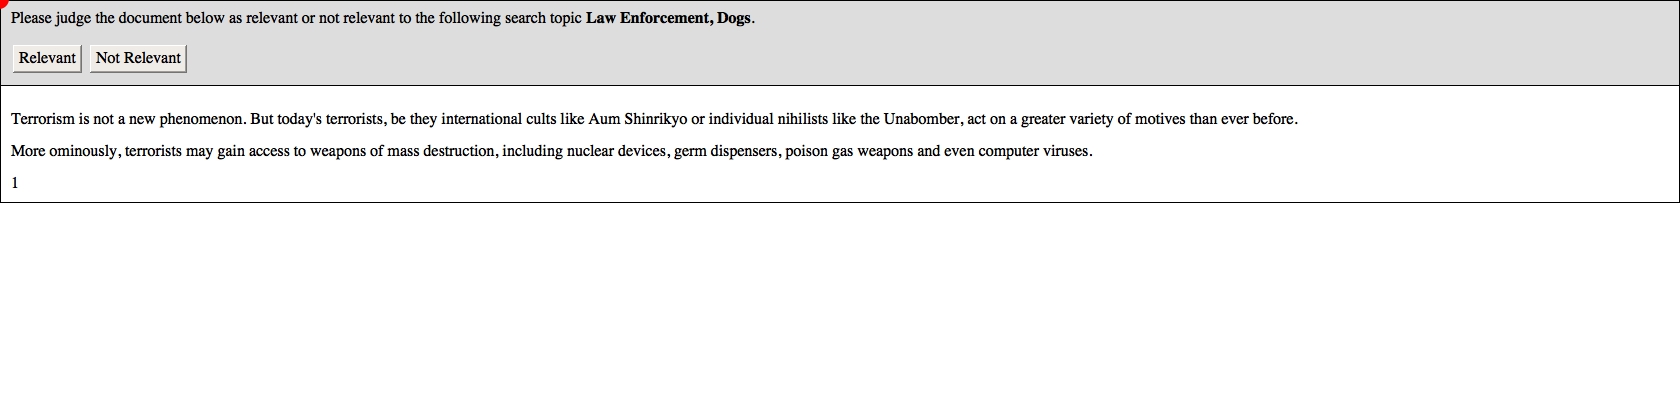 Please judge the document below as relevant or not relevant to the following search topic Law Enforcement, Dogs.
Relevant Not Relevant
Terrorism is not a new phenomenon. But today's terrorists, be they international cults like Aum Shinrikyo or individual nihilists like the Unabomber, act on a greater variety of motives than ever before.
More ominously, terrorists may gain access to weapons of mass destruction, including nuclear devices, germ dispensers, poison gas weapons and even computer viruses.
1